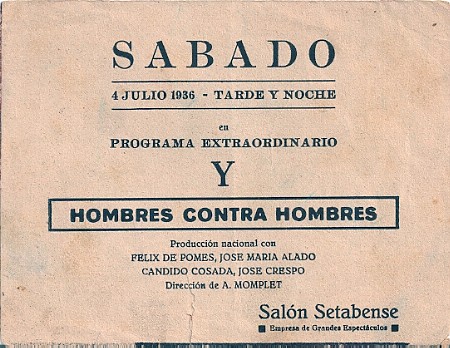 SABADO
4 JULIO 1936 - TARDE Y NOCHE
en
PROGRAMA EXTRAORDINARIO
Y
HOMBRES CONTRA HOMBRES
Producción nacional con
FELIX DE POMES, JOSE MARIA ALADO
CANDIDO COSADA, JOSE CRESPO
Dirección de A. MOMPLET
Salón Setabense
Empresa de Grandes Espectáculos